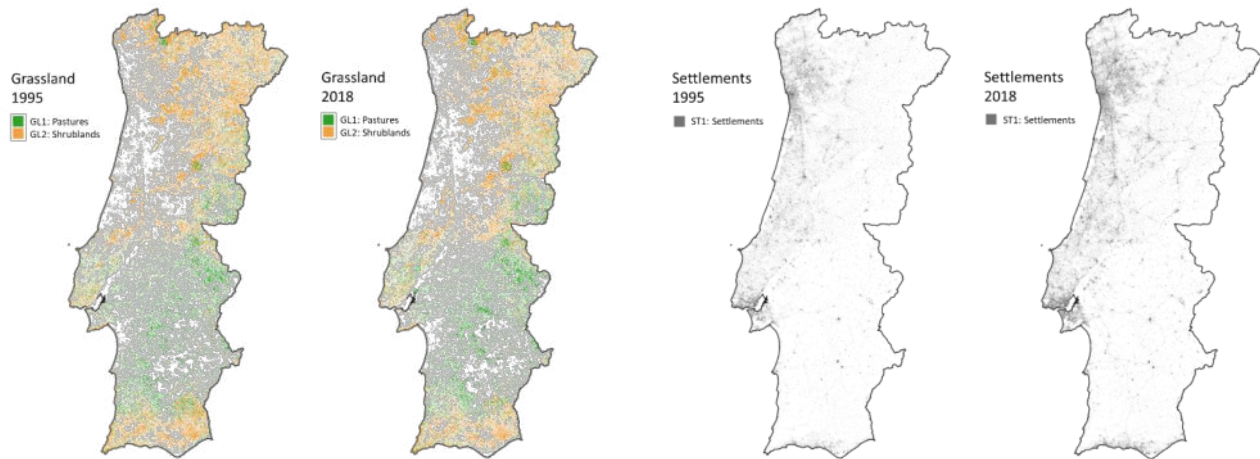 Grassland
1995
GL1: Pastures
GL2: Shrublands
Grassland
2018
GL1: Pastures
GL2: Shrublands
Settlements
1995
ST1: Settlements
Settlements
2018
ST1: Settlements